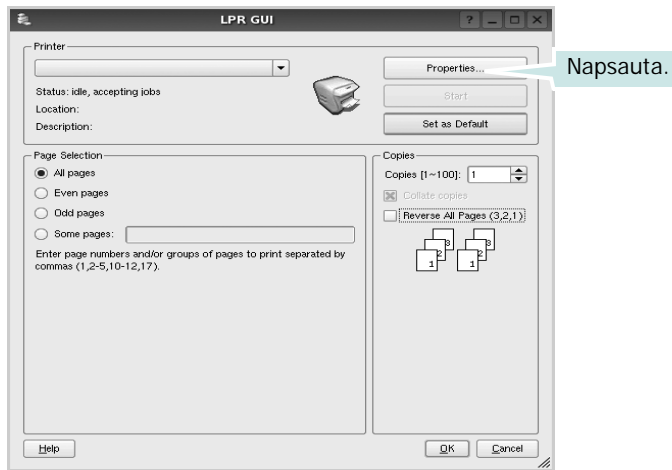 LPR GUI
Printer
Properties...
Napsauta.
Status: idle, accepting jobs
Start
Location:
Description:
Set as Default
Page Selection
All pages
Even pages
Odd pages
Some pages:
Enter page numbers and/or groups of pages to print separated by
commas (1,2-5,10-12,17).
Copies
Copies [1~100]: 1
Collate copies
Reverse All Pages (3,2,1)
3 3
2 2
1 1
Help
OK
Cancel